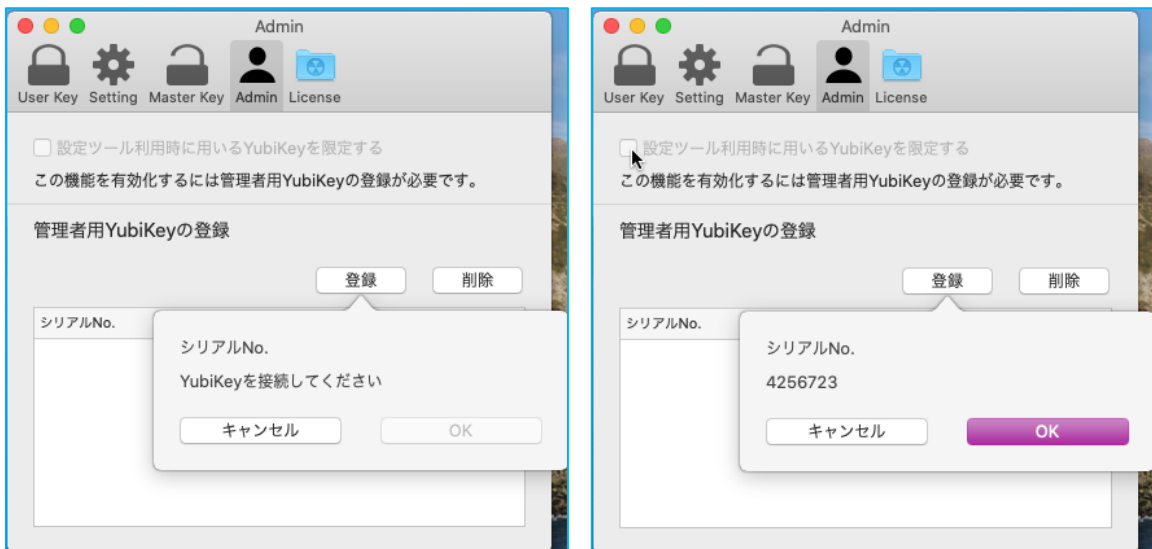 Admin
User Key Setting Master Key Admin License
設定ツール利用時に用いるYubiKeyを限定する
この機能を有効化するには管理者用YubiKeyの登録が必要です。
管理者用YubiKeyの登録
登録 削除
シリアルNo.
シリアルNo.
YubiKeyを接続してください
キャンセル OK
Admin
User Key Setting Master Key Admin License
設定ツール利用時に用いるYubiKeyを限定する
この機能を有効化するには管理者用YubiKeyの登録が必要です。
管理者用YubiKeyの登録
登録 削除
シリアルNo.
シリアルNo.
4256723
キャンセル OK